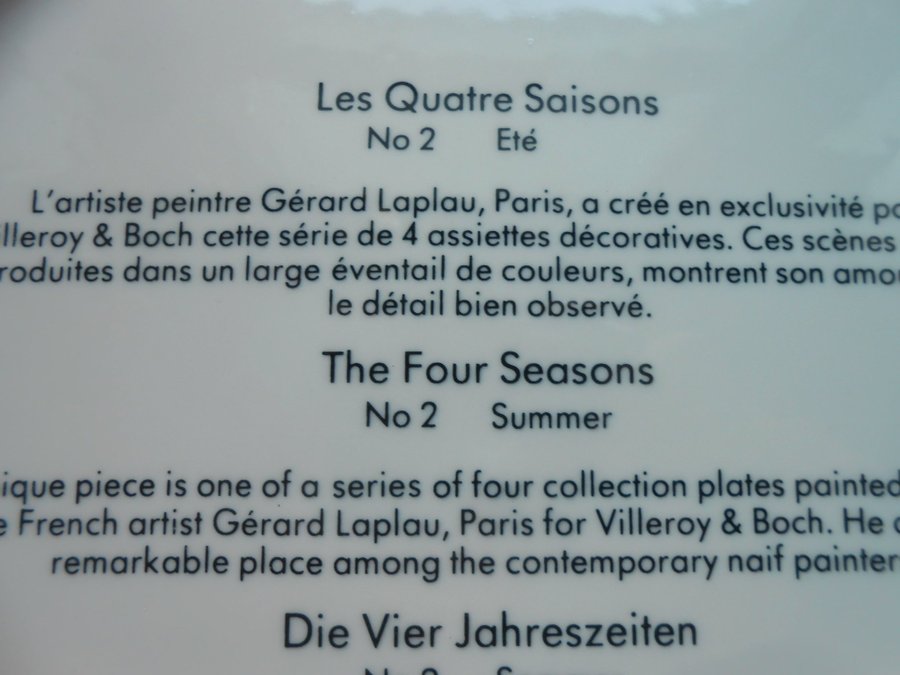 Les Quatre Saisons
No 2 Eté
L'artiste peintre Gérard Laplau, Paris, a créé en exclusivité
lleroy & Boch cette série de 4 assiettes décoratives. Ces scènes
roduites dans un large éventail de couleurs, montrent son amo
le détail bien observé.
The Four Seasons
No 2 Summer
ique piece is one of a series of four collection plates painted
e French artist Gérard Laplau, Paris for Villeroy & Boch. He
remarkable place among the contemporary naif painter
Die Vier Jahreszeiten